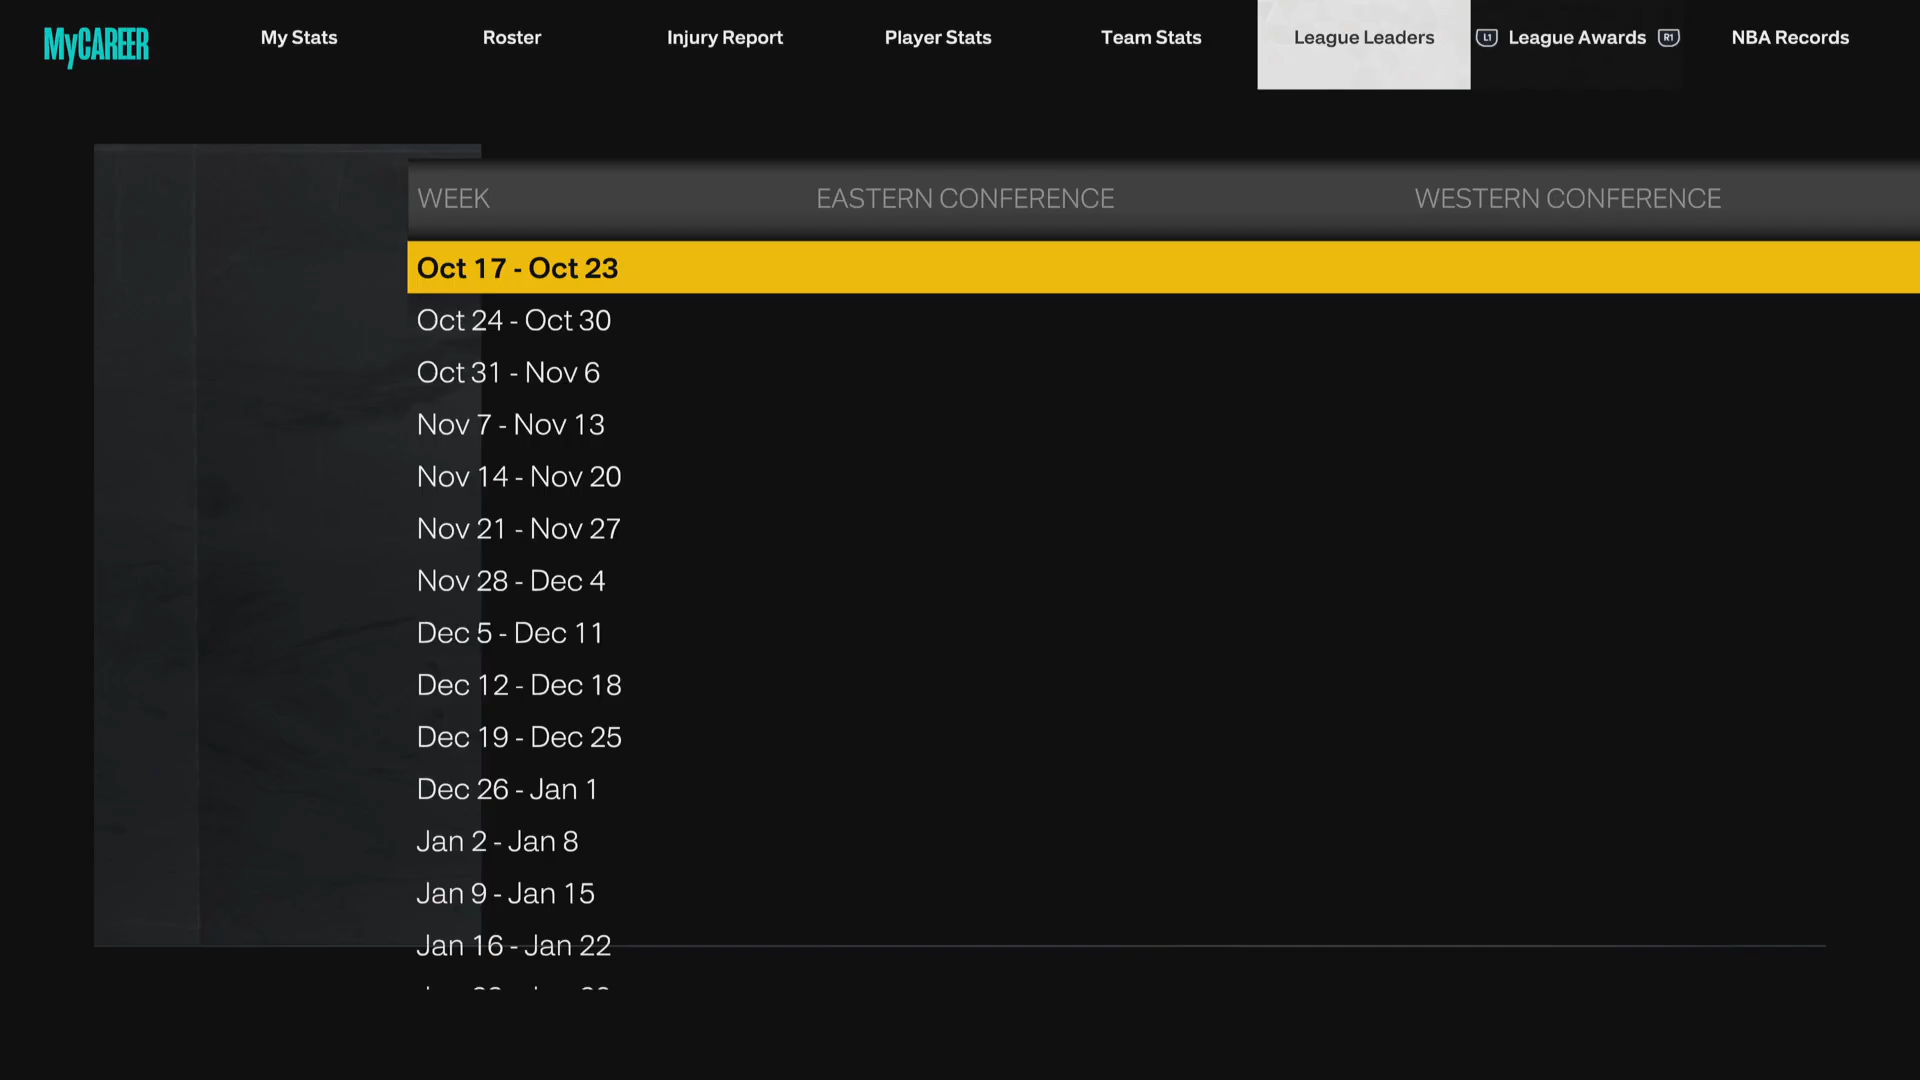 MyCAREER
My Stats
Roster
Injury Report
Player Stats
Team Stats
League Leaders
L1 League Awards R1
NBA Records
WEEK EASTERN CONFERENCE WESTERN CONFERENCE
Oct 17 - Oct 23
Oct 24 - Oct 30
Oct 31 - Nov 6
Nov 7 - Nov 13
Nov 14 - Nov 20
Nov 21 - Nov 27
Nov 28 - Dec 4
Dec 5 - Dec 11
Dec 12 - Dec 18
Dec 19 - Dec 25
Dec 26 - Jan 1
Jan 2 - Jan 8
Jan 9 - Jan 15
Jan 16 - Jan 22